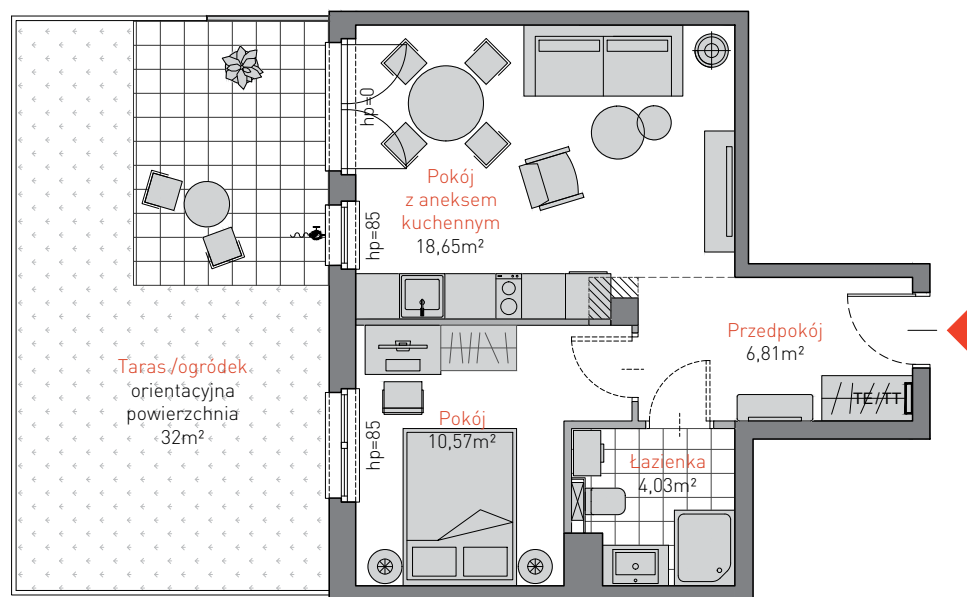 hp=0
Pokój
z aneksem
kuchennym
18,65m²
hp=85
Przedpokój
6,81m²
Taras/ogródek
orientacyjna
powierzchnia
32m²
TE/TT
Pokój
10,57m²
hp=85
Łazienka
4,03m²